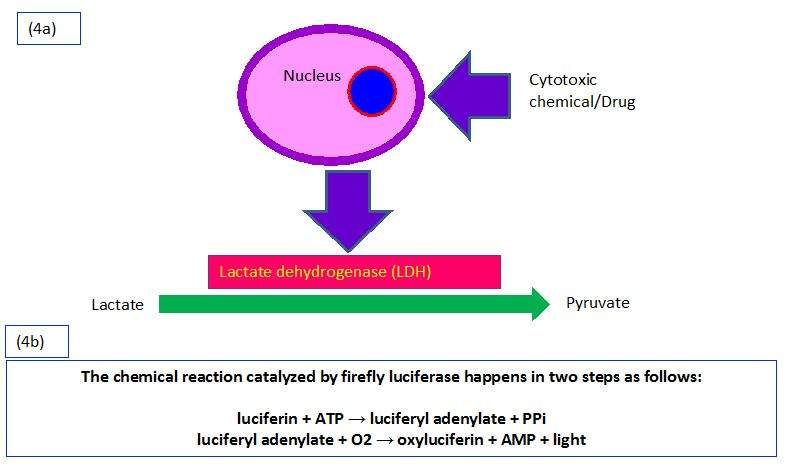 (4a)
Nucleus
Cytotoxic
chemical/Drug
Lactate dehydrogenase (LDH)
Lactate
Pyruvate
(4b)
The chemical reaction catalyzed by firefly luciferase happens in two steps as follows:
luciferin + ATP → luciferyl adenylate + PPi
luciferyl adenylate + O2 → oxyluciferin + AMP + light